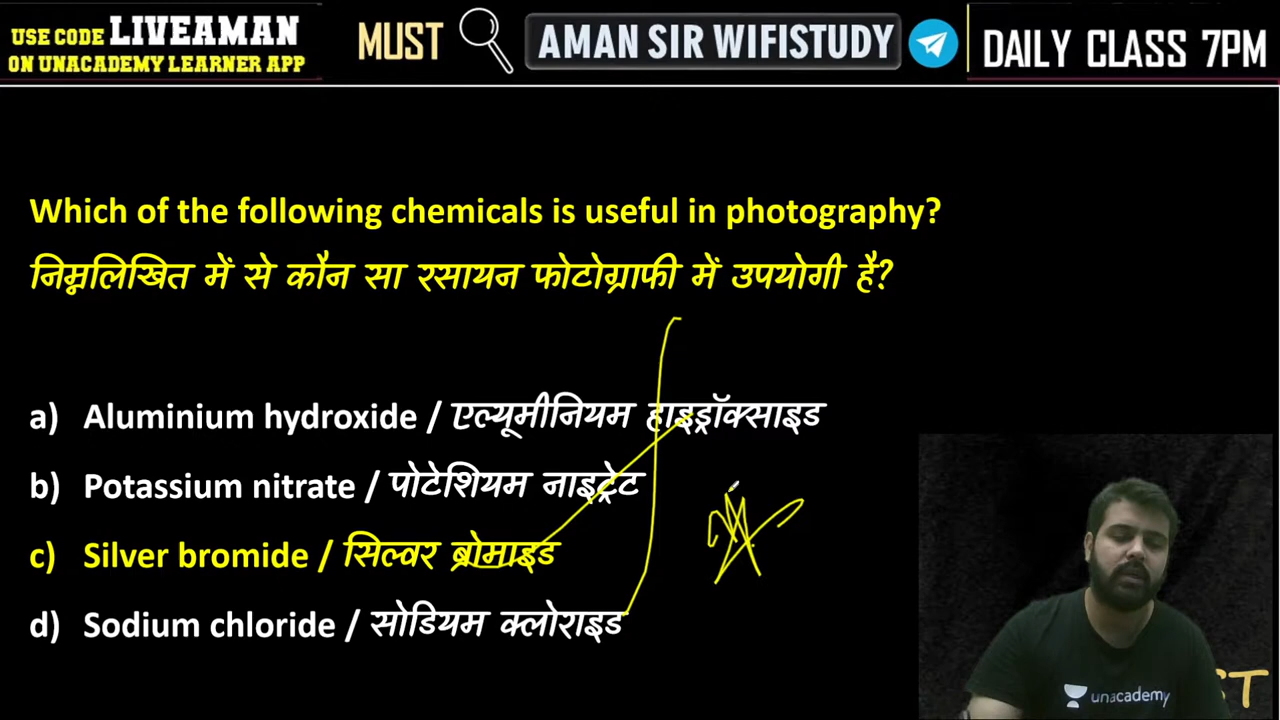 USE CODE LIVEAMAN
ON UNACADEMY LEARNER APP
MUST
AMAN SIR WIFISTUDY
DAILY CLASS 7PM
Which of the following chemicals is useful in photography?
निम्नलिखित में से कौन सा रसायन फोटोग्राफी में उपयोगी है?
a) Aluminium hydroxide / एल्यूमीनियम हाइड्रॉक्साइड
b) Potassium nitrate / पोटेशियम नाइट्रेट
c) Silver bromide / सिल्वर ब्रोमाइड
d) Sodium chloride / सोडियम क्लोराइड
unacademy